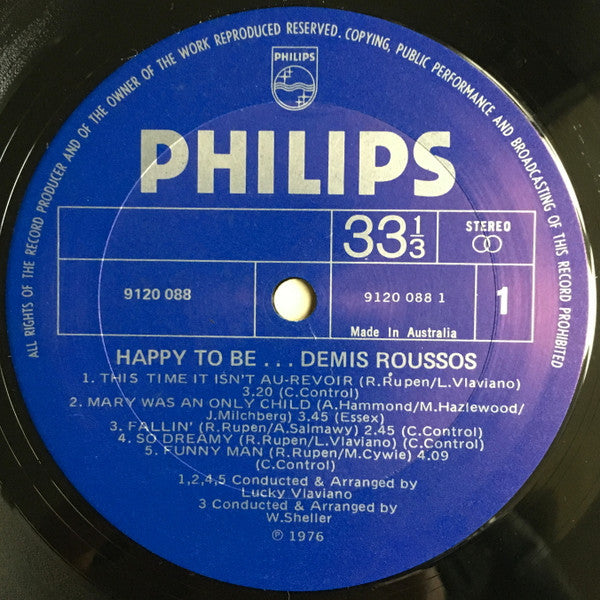 ALL RIGHTS OF THE RECORD PRODUCER AND OF THE OWNER OF THE WORK REPRODUCED RESERVED. COPYING, PUBLIC PERFORMANCE AND BROADCASTING OF THIS RECORD PROHIBITED
PHILIPS
PHILIPS
33 1/3
STEREO
9120 088
9120 088 1
1
Made In Australia
HAPPY TO BE... DEMIS ROUSSOS
1. THIS TIME IT ISN'T AU-REVOIR (R.Rupen/L.Vlaviano)
3.20 (C.Control)
2. MARY WAS AN ONLY CHILD (A.Hammond/M.Hazlewood/
J.Milchberg) 3.45 (Essex)
3. FALLIN' (R.Rupen/A.Salmawy) 2.45 (C.Control)
4. SO DREAMY (R.Rupen/L.Vlaviano) (C.Control)
5. FUNNY MAN (R.Rupen/M.Cywie) 4.09
(C.Control)
1,2,4,5 Conducted & Arranged by
Lucky Vlaviano
3 Conducted & Arranged by
W.Sheller
℗ 1976